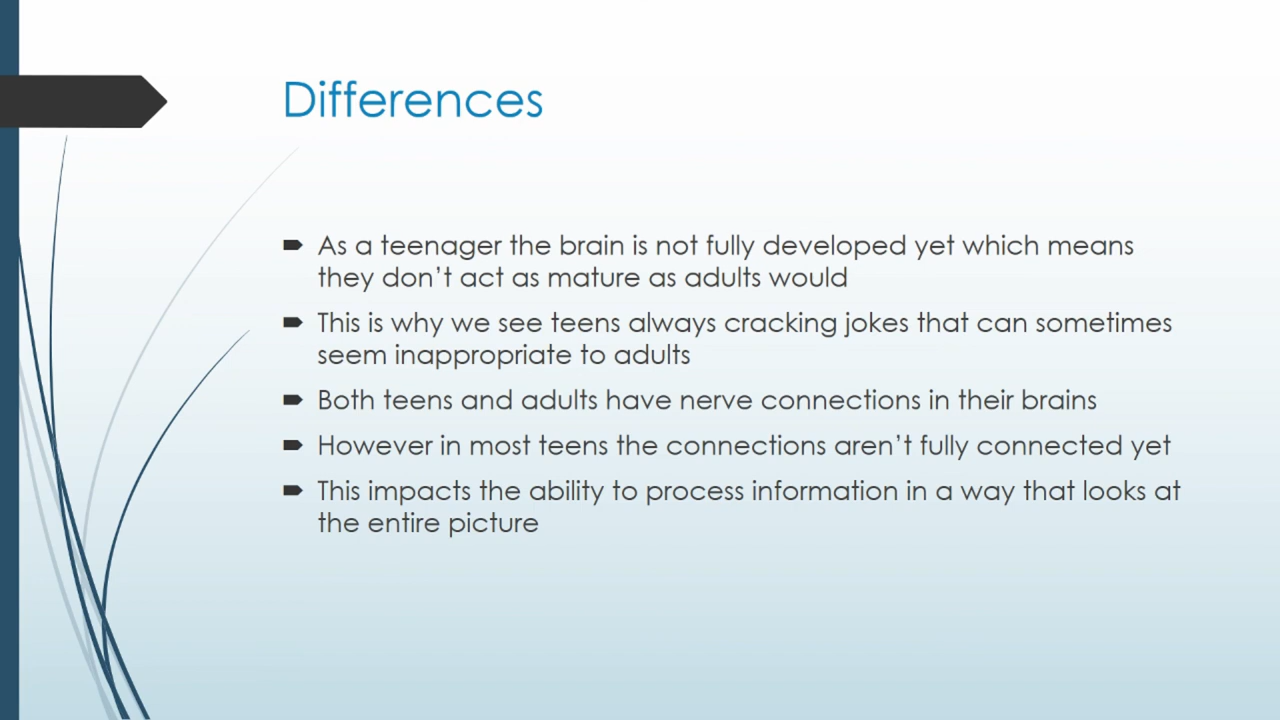 Differences
As a teenager the brain is not fully developed yet which means
they don’t act as mature as adults would
This is why we see teens always cracking jokes that can sometimes
seem inappropriate to adults
Both teens and adults have nerve connections in their brains
However in most teens the connections aren’t fully connected yet
This impacts the ability to process information in a way that looks at
the entire picture